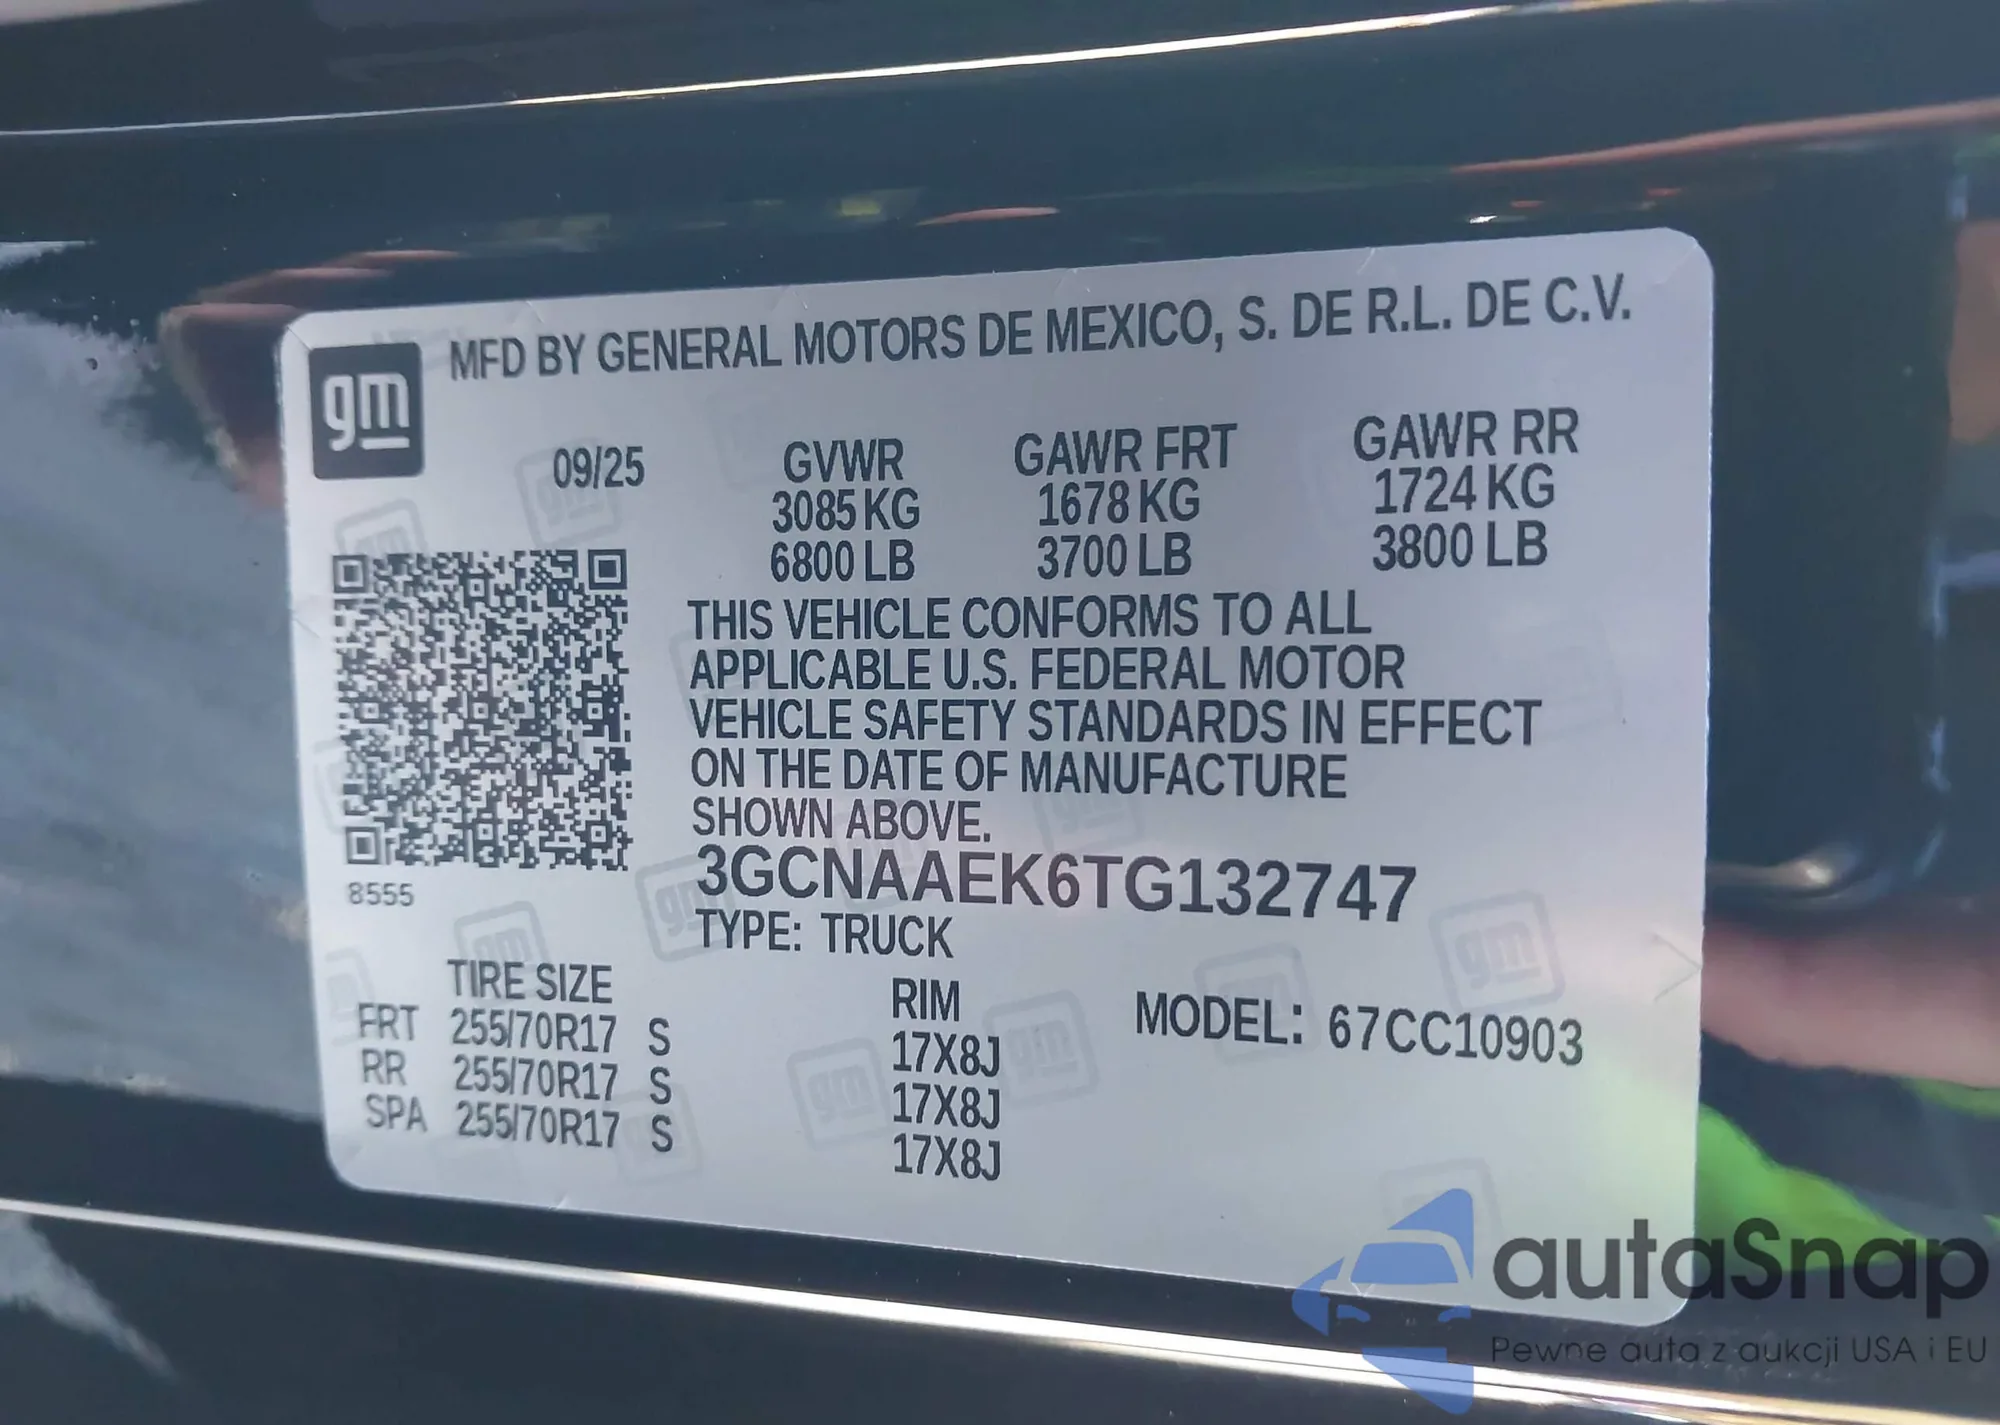 gm
MFD BY GENERAL MOTORS DE MEXICO, S. DE R.L. DE C.V.
09/25 GVWR GAWR FRT GAWR RR
3085 KG 1678 KG 1724 KG
6800 LB 3700 LB 3800 LB
THIS VEHICLE CONFORMS TO ALL
APPLICABLE U.S. FEDERAL MOTOR
VEHICLE SAFETY STANDARDS IN EFFECT
ON THE DATE OF MANUFACTURE
SHOWN ABOVE.
8555
3GCNAAEK6TG132747
TYPE: TRUCK
TIRE SIZE RIM MODEL: 67CC10903
FRT 255/70R17 S 17X8J
RR 255/70R17 S 17X8J
SPA 255/70R17 S 17X8J
autaSnap
Pewne auta z aukcji USA i EU